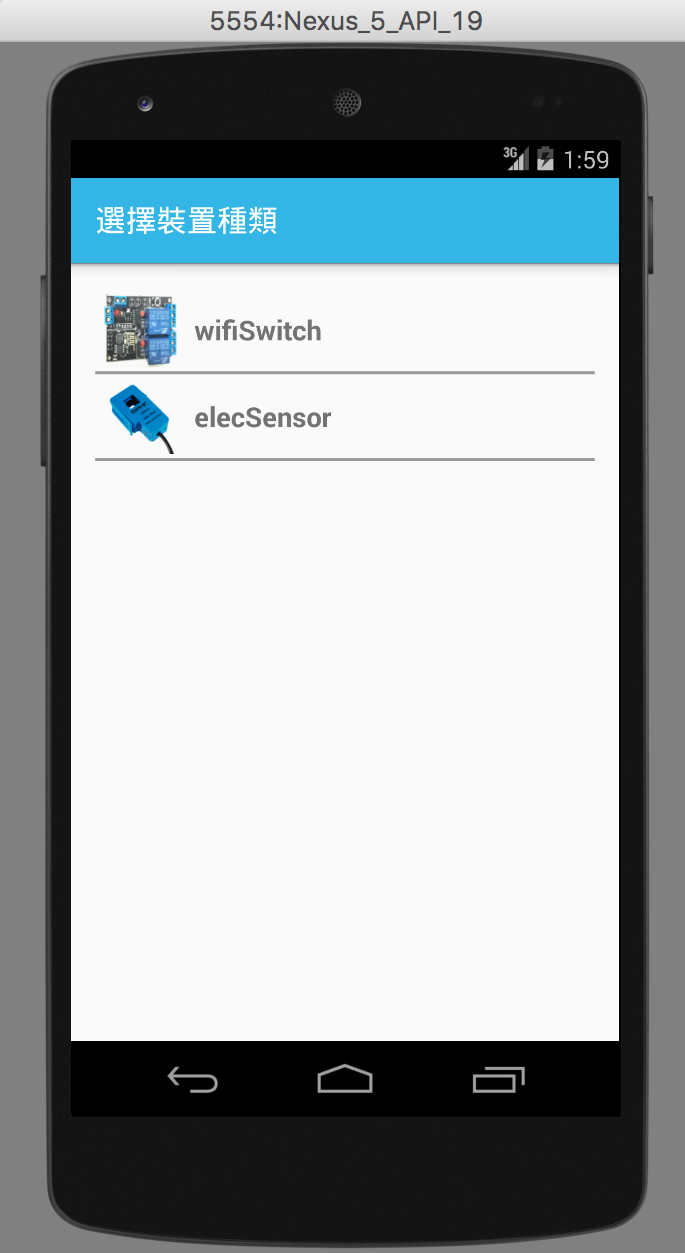 5554:Nexus_5_API_19
3G 1:59
選擇裝置種類
wifiSwitch
elecSensor